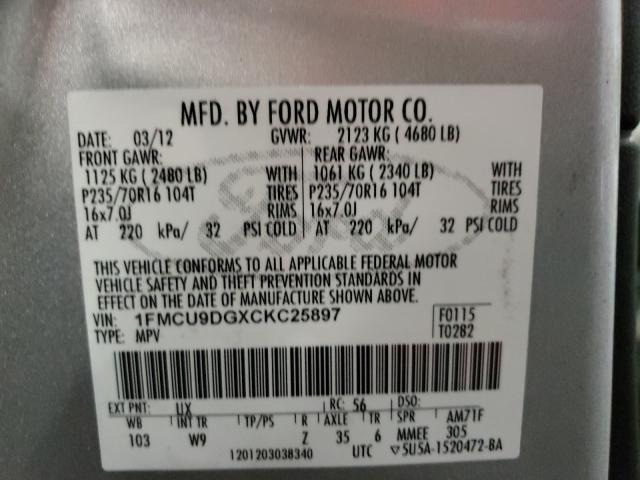 MFD. BY FORD MOTOR CO.
DATE: 03/12 GVWR: 2123 KG ( 4680 LB)
FRONT GAWR: REAR GAWR:
1125 KG ( 2480 LB) WITH 1061 KG ( 2340 LB) WITH
P235/70R16 104T TIRES P235/70R16 104T TIRES
16x7.0J RIMS 16x7.0J RIMS
AT 220 kPa/ 32 PSI COLD AT 220 kPa/ 32 PSI COLD
THIS VEHICLE CONFORMS TO ALL APPLICABLE FEDERAL MOTOR
VEHICLE SAFETY AND THEFT PREVENTION STANDARDS IN
EFFECT ON THE DATE OF MANUFACTURE SHOWN ABOVE.
VIN: 1FMCU9DGXCKC25897 F0115
TYPE: MPV T0282
EXT PNT: UX RC: 56 DSO:
WB INT TR TP/PS R AXLE TR SPR AM71F
103 W9 Z 35 6 MMEE 305
1201203038340 UTC ▽5U5A-1520472-BA